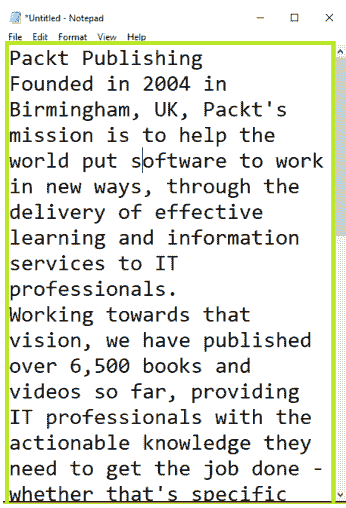 *Untitled - Notepad
File Edit Format View Help
Packt Publishing
Founded in 2004 in
Birmingham, UK, Packt's
mission is to help the
world put software to work
in new ways, through the
delivery of effective
learning and information
services to IT
professionals.
Working towards that
vision, we have published
over 6,500 books and
videos so far, providing
IT professionals with the
actionable knowledge they
need to get the job done -
whether that's specific